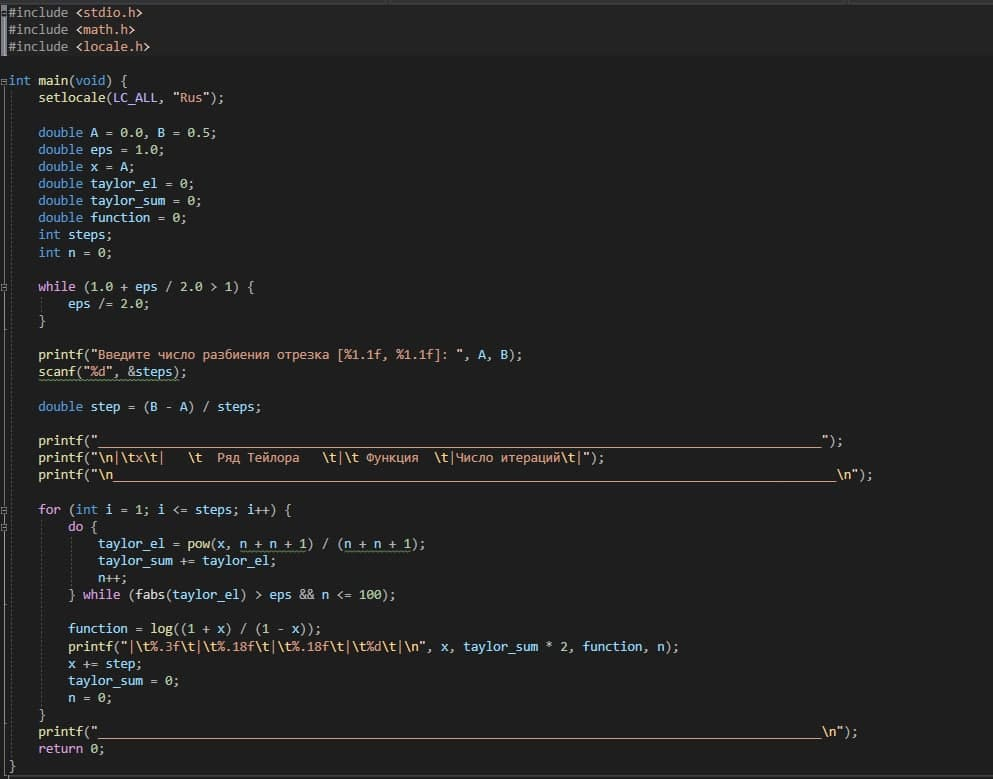 #include <stdio.h>
#include <math.h>
#include <locale.h>
int main(void) {
setlocale(LC_ALL, "Rus");
double A = 0.0, B = 0.5;
double eps = 1.0;
double x = A;
double taylor_el = 0;
double taylor_sum = 0;
double function = 0;
int steps;
int n = 0;
while (1.0 + eps / 2.0 > 1) {
eps /= 2.0;
}
printf("Введите число разбиения отрезка [%1.1f, %1.1f]: ", A, B);
scanf("%d", &steps);
double step = (B - A) / steps;
printf("_________________________________________________________________________________________________");
printf("\n|\tx\t|   \t  Ряд Тейлора   \t|\t Функция  \t|Число итераций\t|");
printf("\n_________________________________________________________________________________________________\n");
for (int i = 1; i <= steps; i++) {
do {
taylor_el = pow(x, n + n + 1) / (n + n + 1);
taylor_sum += taylor_el;
n++;
} while (fabs(taylor_el) > eps && n <= 100);
function = log((1 + x) / (1 - x));
printf("|\t%.3f\t|\t%.18f\t|\t%.18f\t|\t%d\t|\n", x, taylor_sum * 2, function, n);
x += step;
taylor_sum = 0;
n = 0;
}
printf("_________________________________________________________________________________________________\n");
return 0;
}